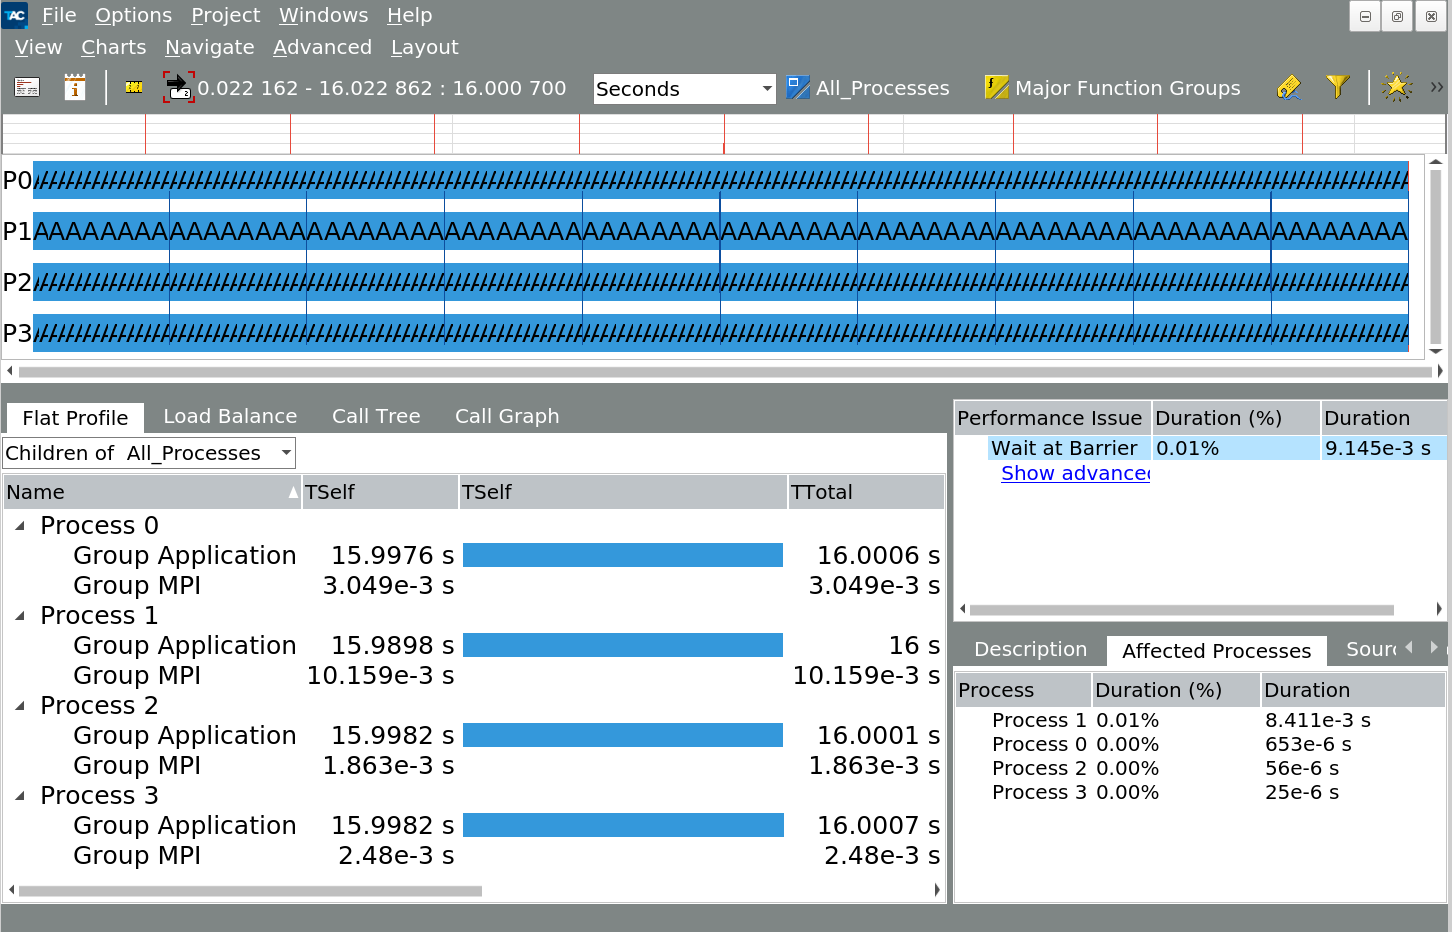 TAC File Options Project Windows Help
View Charts Navigate Advanced Layout
0.022 162 - 16.022 862 : 16.000 700 Seconds All_Processes Major Function Groups »
P0
P1 AAAAAAAAAAAAAAAAAAAAAAAAAAAAAAAAAAAAAAAAAAAAAAAAAAAAAAAAAAAAAAAAAAAAAAAAAAAAAAAA
P2
P3
Flat Profile Load Balance Call Tree Call Graph
Children of All_Processes
Name TSelf TSelf TTotal
Process 0
Group Application 15.9976 s 16.0006 s
Group MPI 3.049e-3 s 3.049e-3 s
Process 1
Group Application 15.9898 s 16 s
Group MPI 10.159e-3 s 10.159e-3 s
Process 2
Group Application 15.9982 s 16.0001 s
Group MPI 1.863e-3 s 1.863e-3 s
Process 3
Group Application 15.9982 s 16.0007 s
Group MPI 2.48e-3 s 2.48e-3 s
Performance Issue Duration (%) Duration
Wait at Barrier 0.01% 9.145e-3 s
Show advanced
Description Affected Processes Sourc
Process Duration (%) Duration
Process 1 0.01% 8.411e-3 s
Process 0 0.00% 653e-6 s
Process 2 0.00% 56e-6 s
Process 3 0.00% 25e-6 s